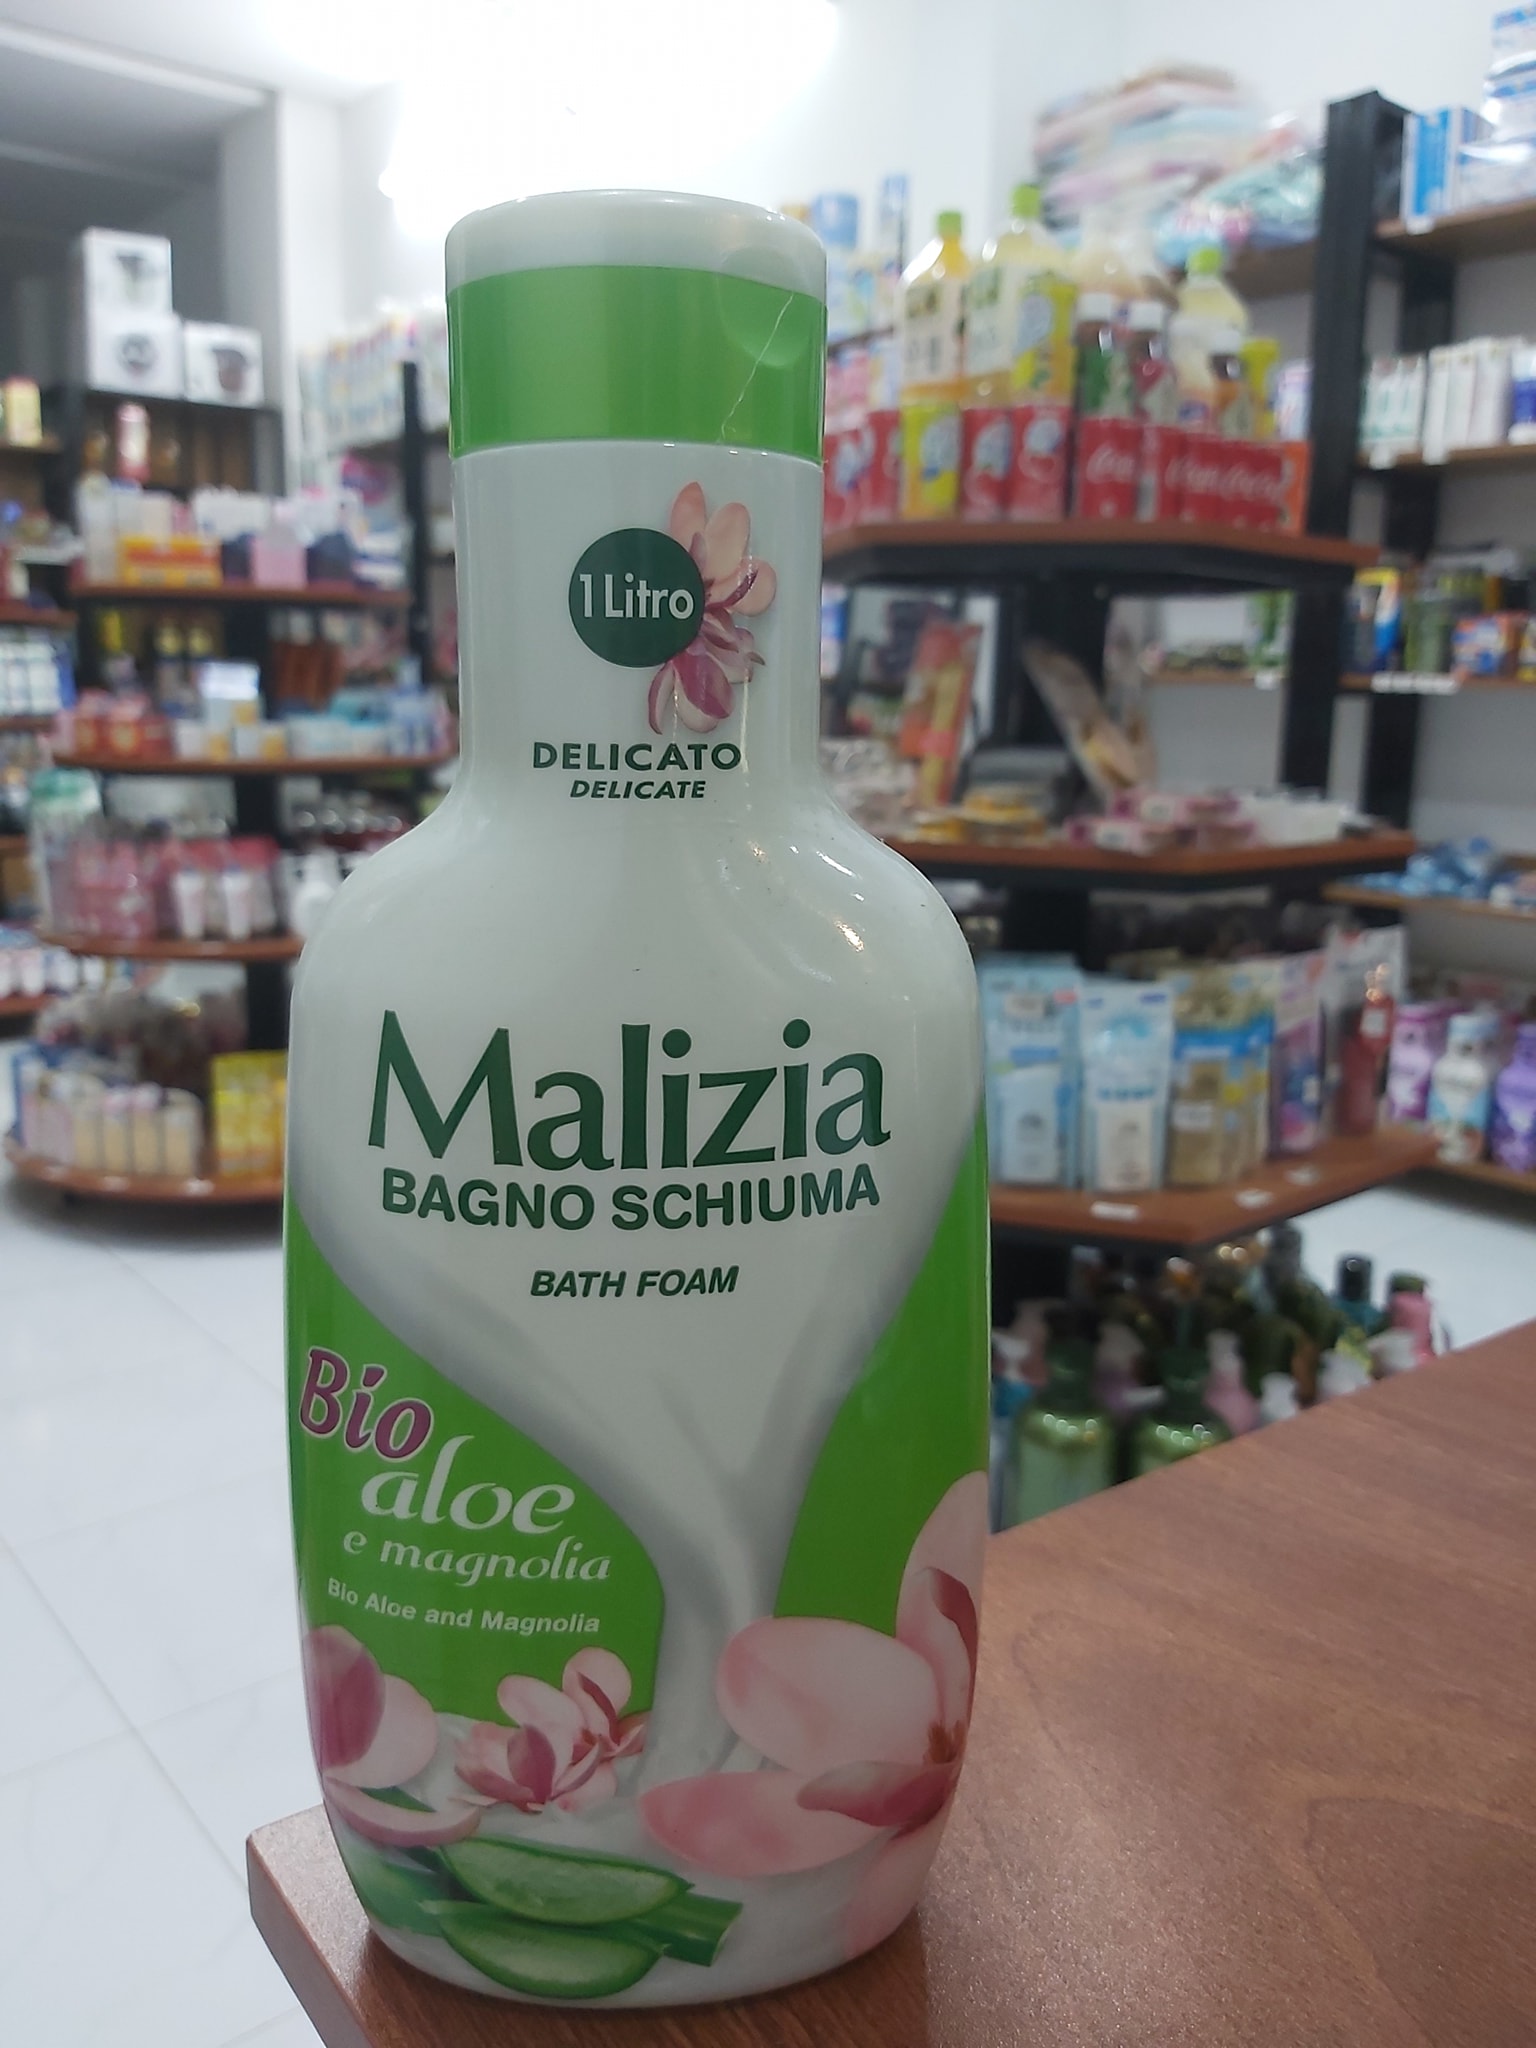 1 Litro
DELICATO
DELICATE
Malizia
BAGNO SCHIUMA
BATH FOAM
Bio
aloe
e magnolia
Bio Aloe and Magnolia